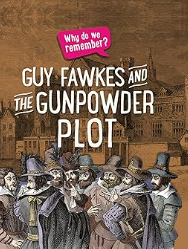 Why do we
remember?
GUY FAWKES AND
THE GUNPOWDER
PLOT